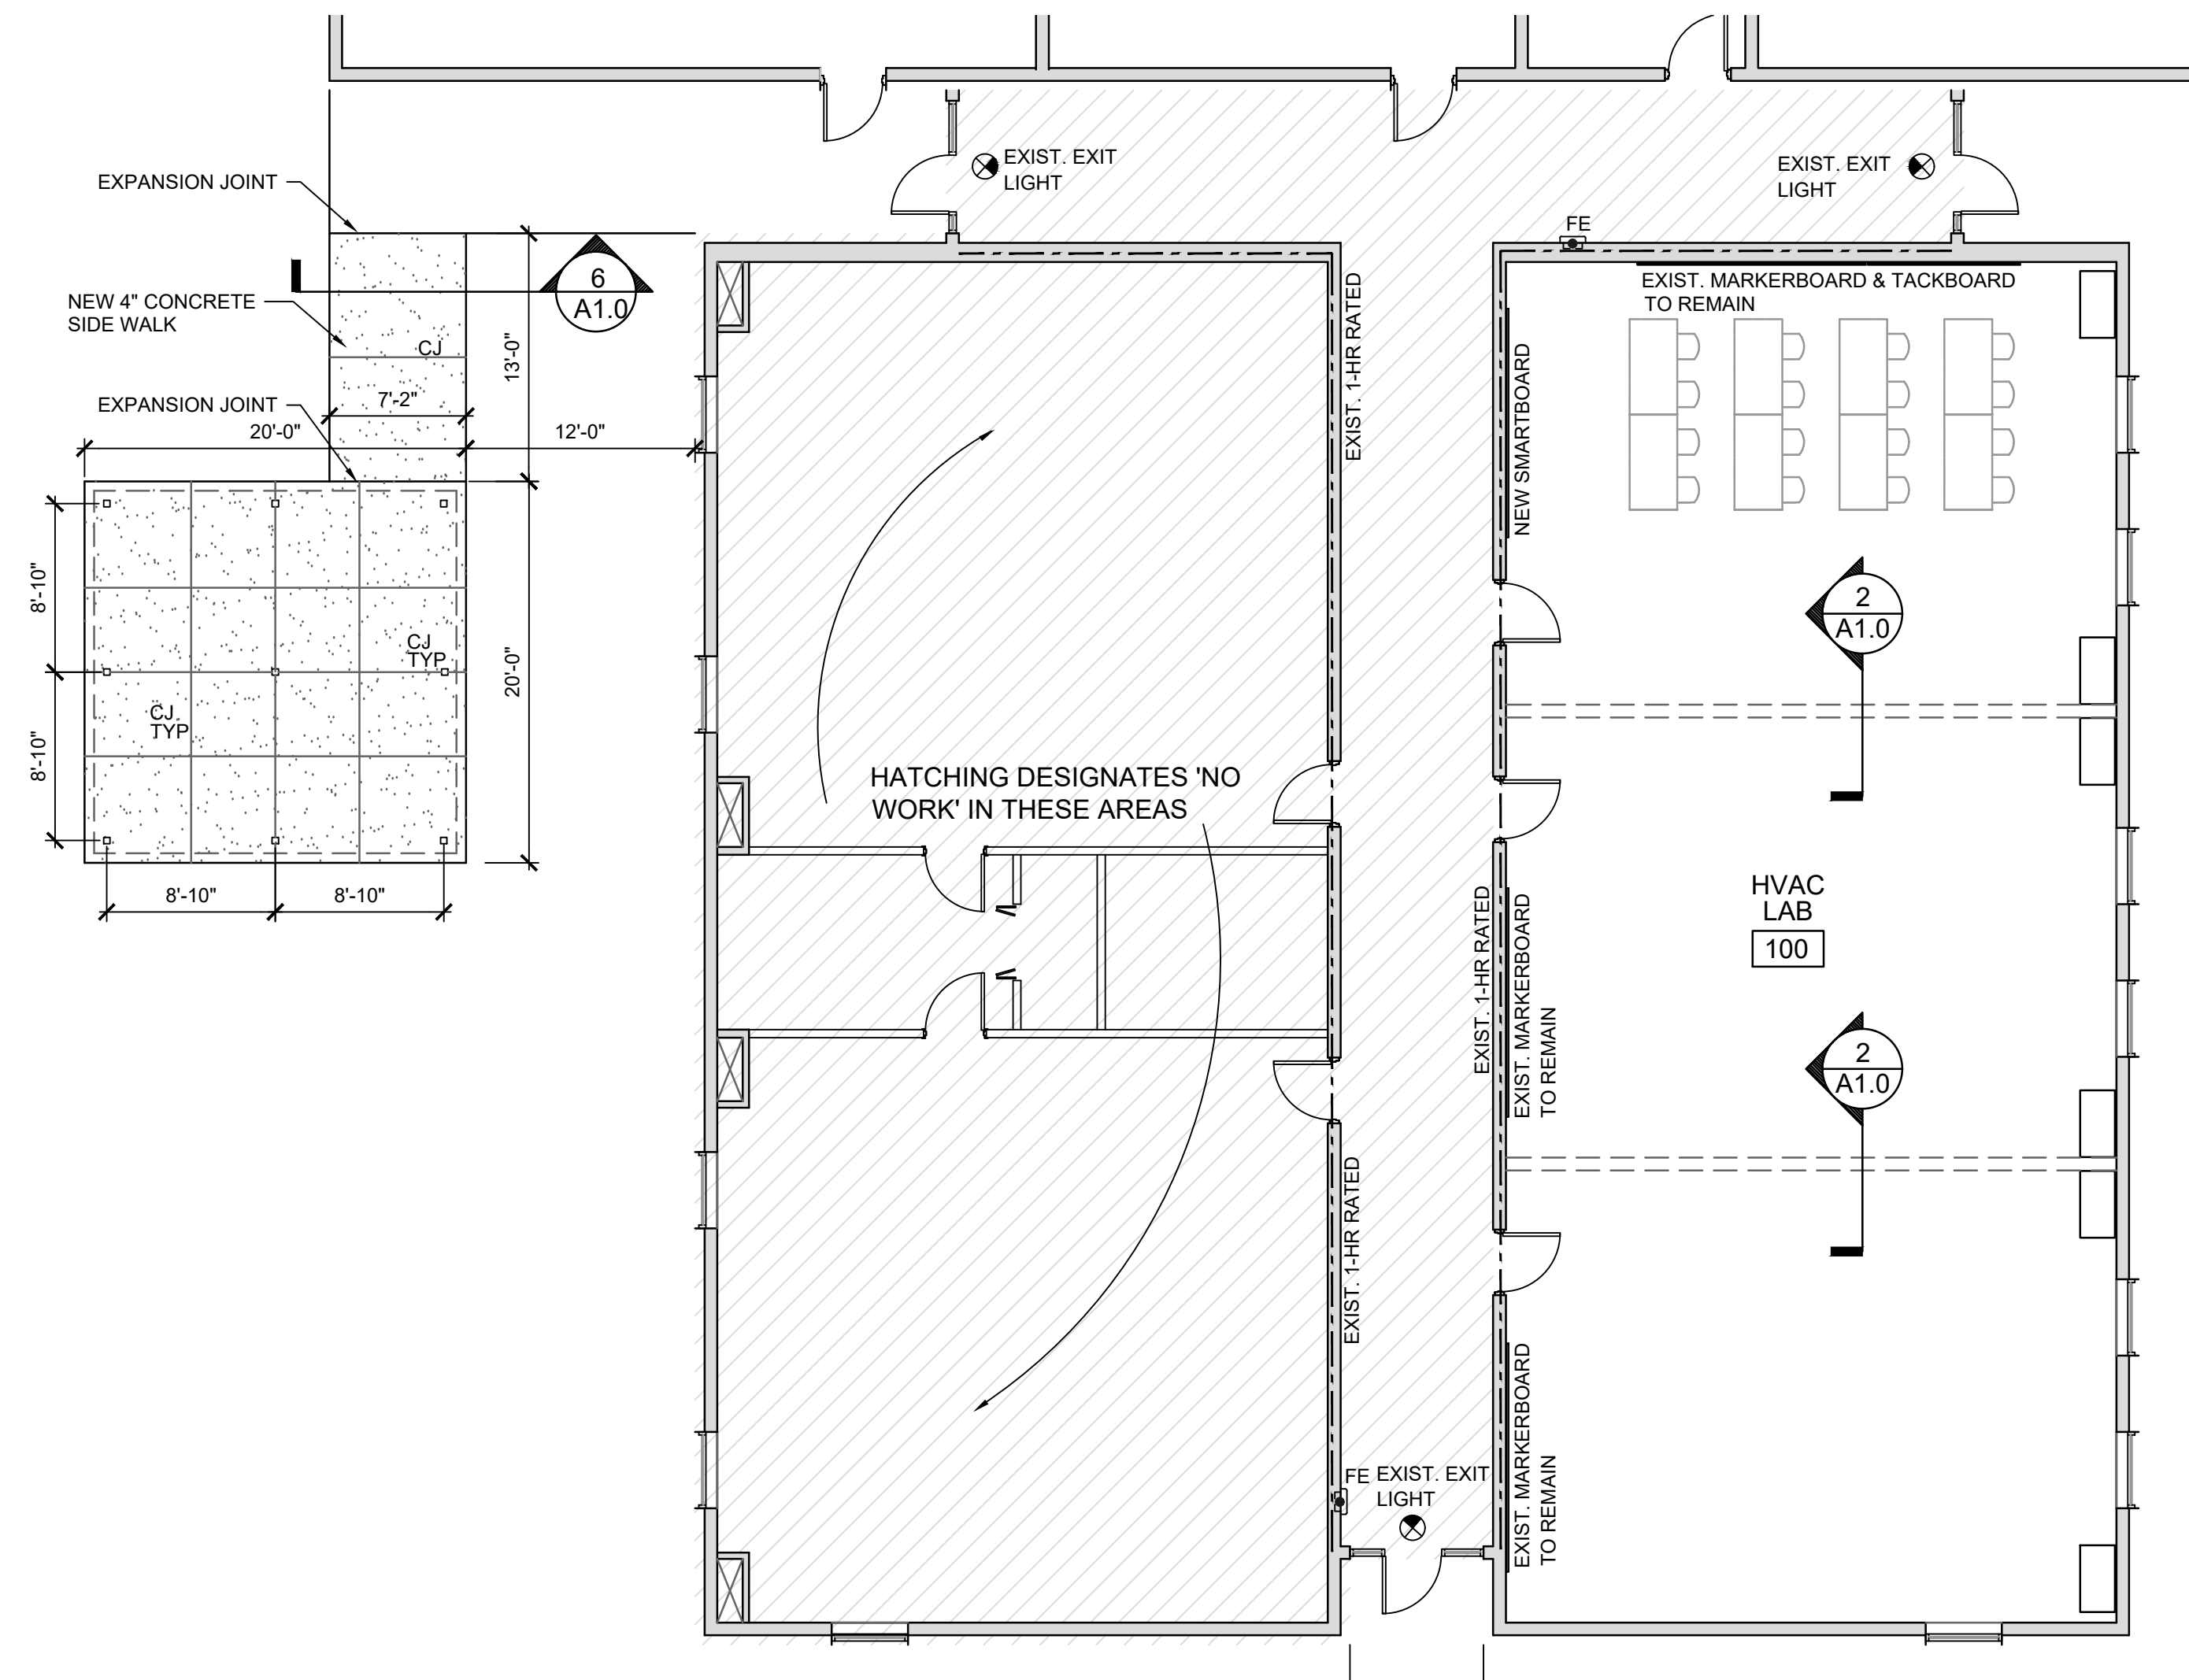 EXIST. EXIT
LIGHT
EXIST. EXIT
LIGHT
EXPANSION JOINT
FE
6
A1.0
NEW 4" CONCRETE
SIDE WALK
CJ
13'-0"
7'-2"
EXPANSION JOINT
20'-0"
12'-0"
EXIST. 1-HR RATED
EXIST. MARKERBOARD & TACKBOARD
TO REMAIN
NEW SMARTBOARD
8'-10"
CJ
TYP
20'-0"
CJ
TYP
8'-10"
8'-10"
8'-10"
2
A1.0
HATCHING DESIGNATES 'NO
WORK' IN THESE AREAS
HVAC
LAB
100
EXIST. 1-HR RATED
EXIST. MARKERBOARD
TO REMAIN
2
A1.0
EXIST. 1-HR RATED
EXIST. MARKERBOARD
TO REMAIN
FE
EXIST. EXIT
LIGHT